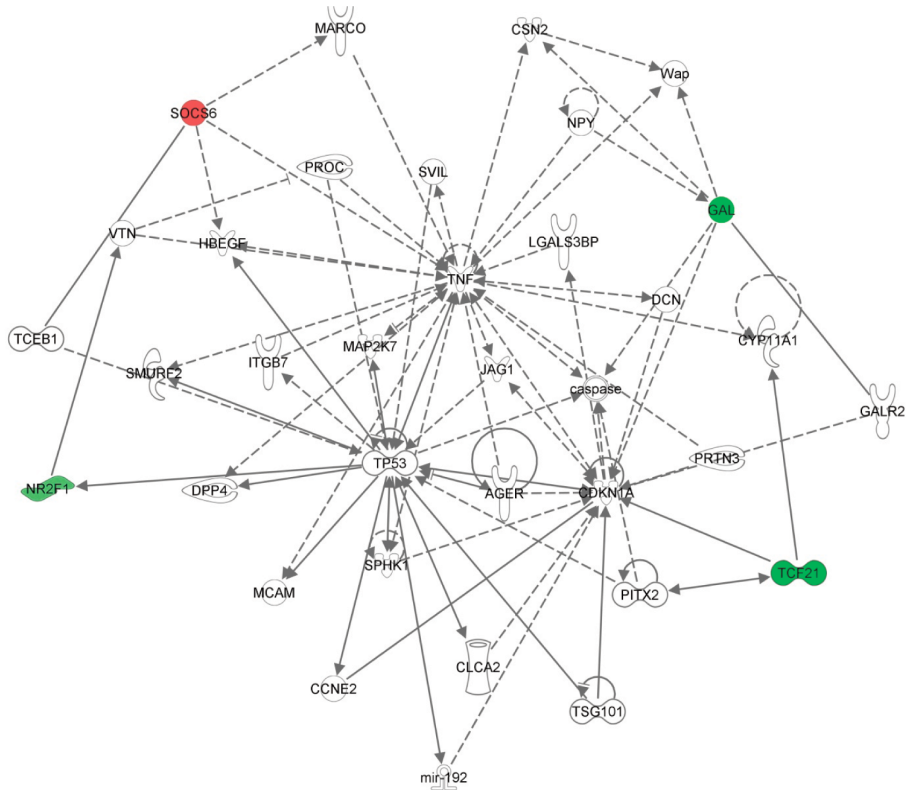 MARCO
CSN2
Wap
SOCS6
NPY
PROC
SVIL
GAL
VTN
HBEGF
LGALS3BP
TNF
DCN
TCEB1
MAP2K7
CYP11A1
SMURF2
ITGB7
JAG1
caspase
GALR2
TP53
PRTN3
NR2F1
DPP4
AGER
CDKN1A
SPHK1
TCF21
MCAM
PITX2
CLCA2
CCNE2
TSG101
mir-192